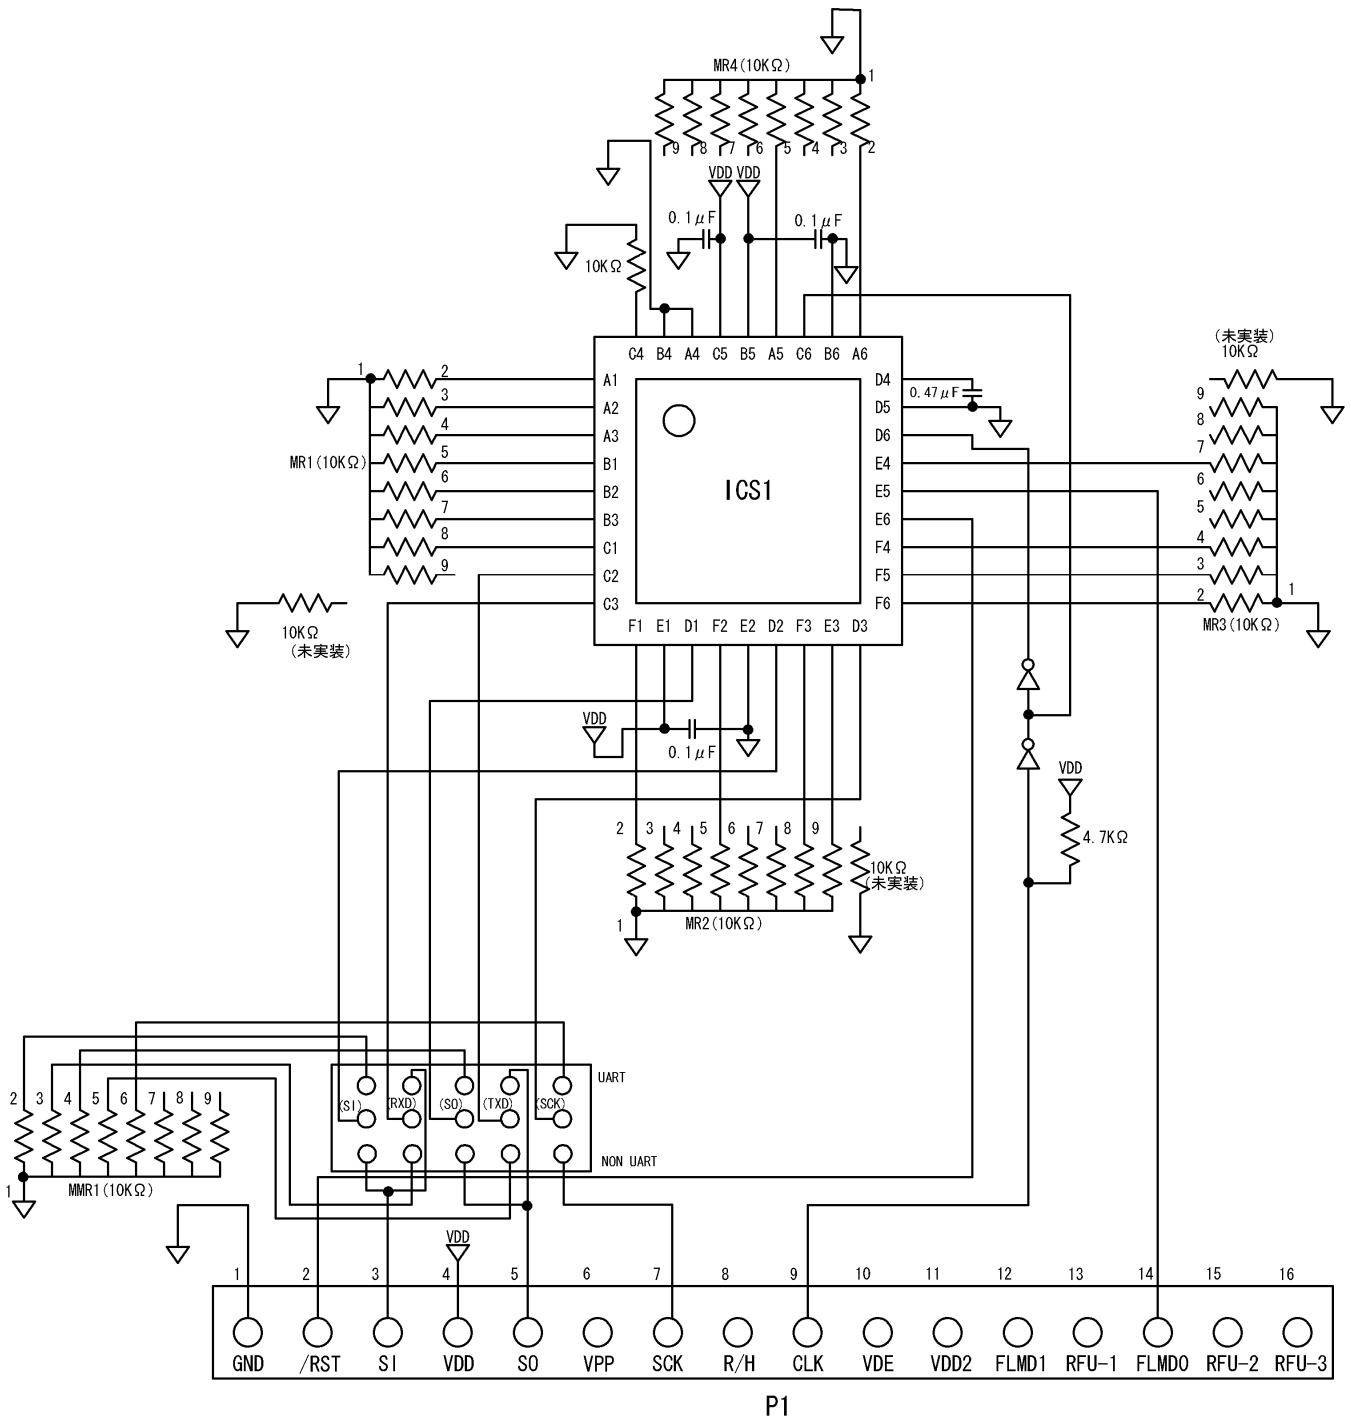 MR4(10KΩ)
1
9 8 7 6 5 4 3 2
VDD VDD
0.1μF
0.1μF
10KΩ
C4 B4 A4 C5 B5 A5 C6 B6 A6
(未実装)
10KΩ
1
2
3
4
5
6
7
8
9
MR1(10KΩ)
A1
A2
A3
B1
B2
B3
C1
C2
C3
ICS1
D4
D5
D6
E4
E5
E6
F4
F5
F6
0.47μF
9
8
7
6
5
4
3
2
1
MR3(10KΩ)
10KΩ
(未実装)
F1 E1 D1 F2 E2 D2 F3 E3 D3
VDD
0.1μF
VDD
4.7KΩ
2 3 4 5 6 7 8 9
10KΩ
(未実装)
1
MR2(10KΩ)
UART
(SI) (RXD) (SO) (TXD) (SCK)
NON UART
2 3 4 5 6 7 8 9
1
MMR1(10KΩ)
VDD
1 2 3 4 5 6 7 8 9 10 11 12 13 14 15 16
GND /RST SI VDD SO VPP SCK R/H CLK VDE VDD2 FLMD1 RFU-1 FLMD0 RFU-2 RFU-3
P1